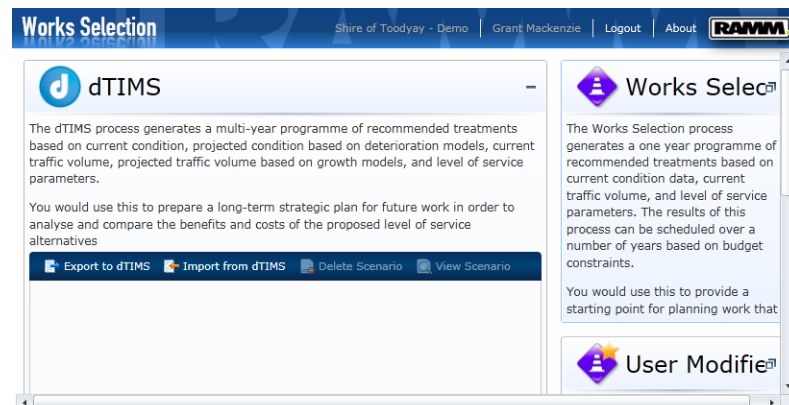 Works Selection
Shire of Toodyay - Demo
Grant Mackenzie
Logout
About
RAMM
dTIMS
The dTIMS process generates a multi-year programme of recommended treatments
based on current condition, projected condition based on deterioration models, current
traffic volume, projected traffic volume based on growth models, and level of service
parameters.
You would use this to prepare a long-term strategic plan for future work in order to
analyse and compare the benefits and costs of the proposed level of service
alternatives
Export to dTIMS
Import from dTIMS
Delete Scenario
View Scenario
Works Selec
The Works Selection process
generates a one year programme of
recommended treatments based on
current condition data, current
traffic volume, and level of service
parameters. The results of this
process can be scheduled over a
number of years based on budget
constraints.
You would use this to provide a
starting point for planning work that
User Modifie